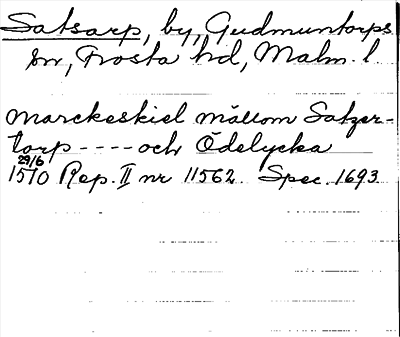 Satsarp, by, Gudmuntorps
sn, Frosta hd, Malm. l
Marckeskiel mällom Satzer-
torp ---- och Ödelycka
29/6
1510 Rep. II nr 11562. Spec. 1693